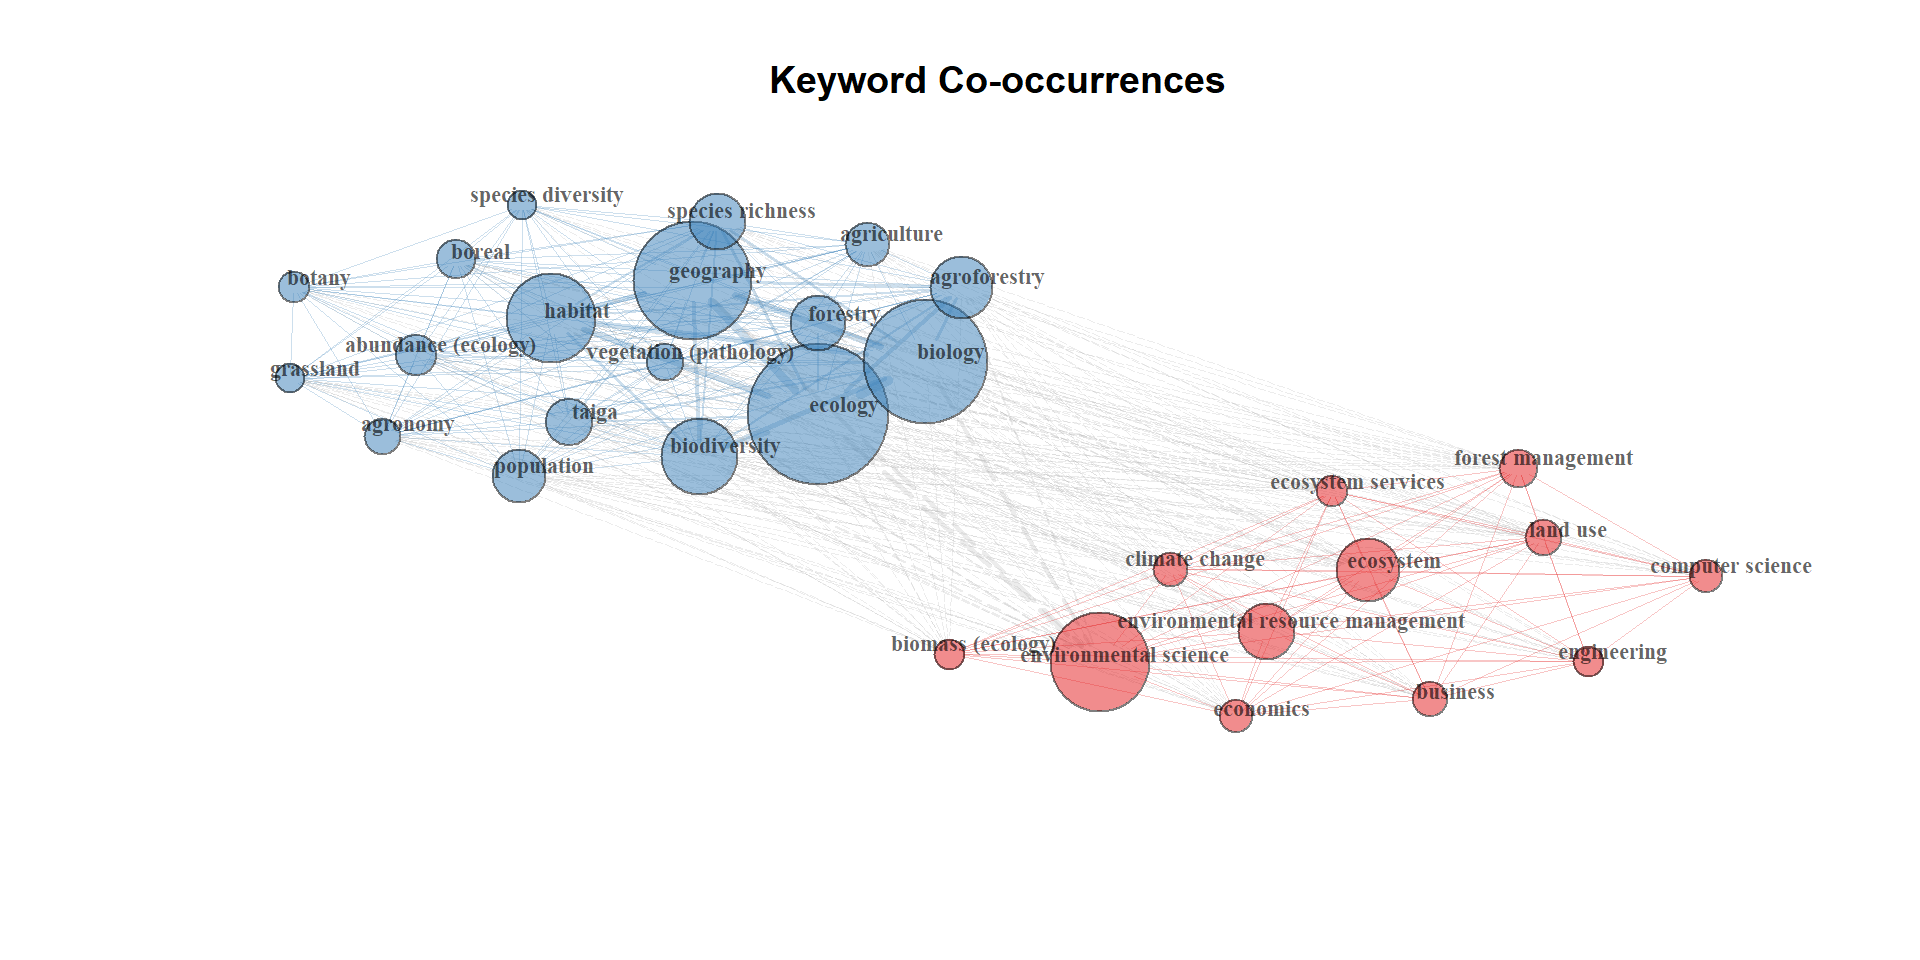 Keyword Co-occurrences
species diversity
species richness
agriculture
boreal
geography
botany
agroforestry
habitat
forestry
abundance (ecology)
vegetation (pathology)
biology
grassland
taiga
ecology
agronomy
biodiversity
population
forest management
ecosystem services
land use
climate change
ecosystem
computer science
environmental resource management
biomass (ecology)
environmental science
engineering
business
economics